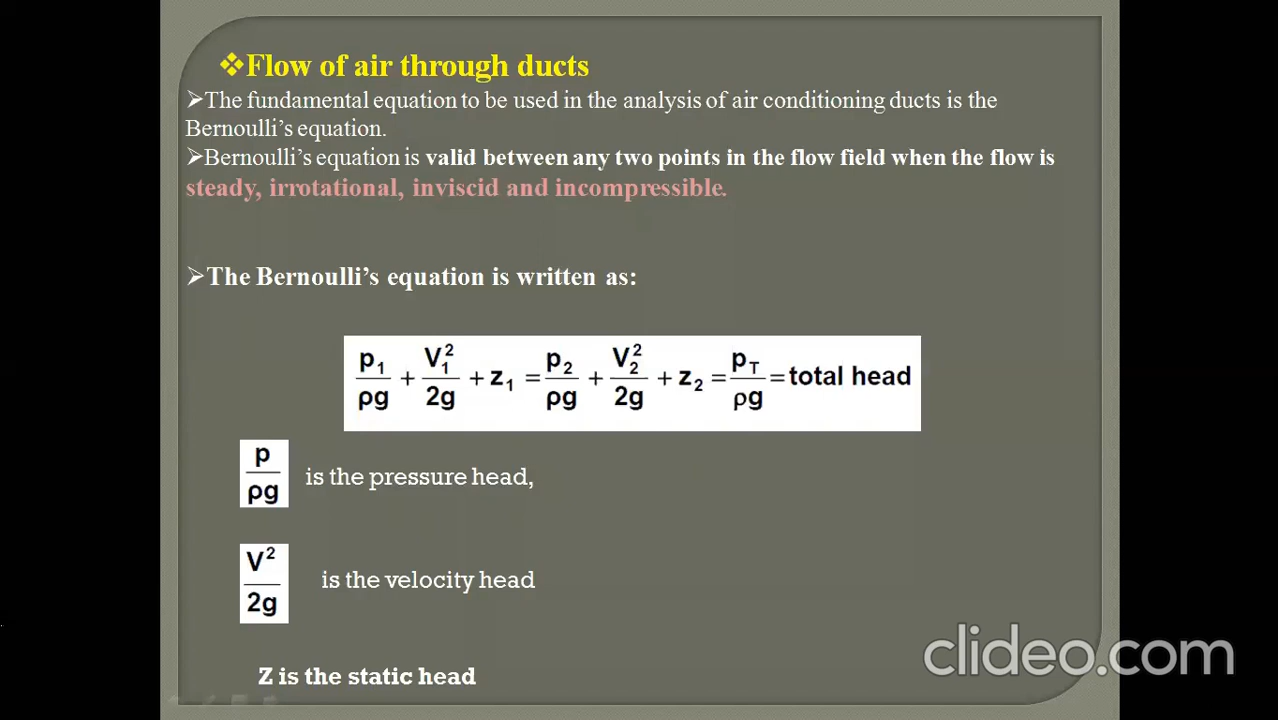 ❖Flow of air through ducts
➢The fundamental equation to be used in the analysis of air conditioning ducts is the
Bernoulli’s equation.
➢Bernoulli’s equation is valid between any two points in the flow field when the flow is
steady, irrotational, inviscid and incompressible.
➢The Bernoulli’s equation is written as:
p₁/ρg + V₁²/2g + z₁ = p₂/ρg + V₂²/2g + z₂ = p_T/ρg = total head
p/ρg is the pressure head,
V²/2g is the velocity head
Z is the static head
clideo.com